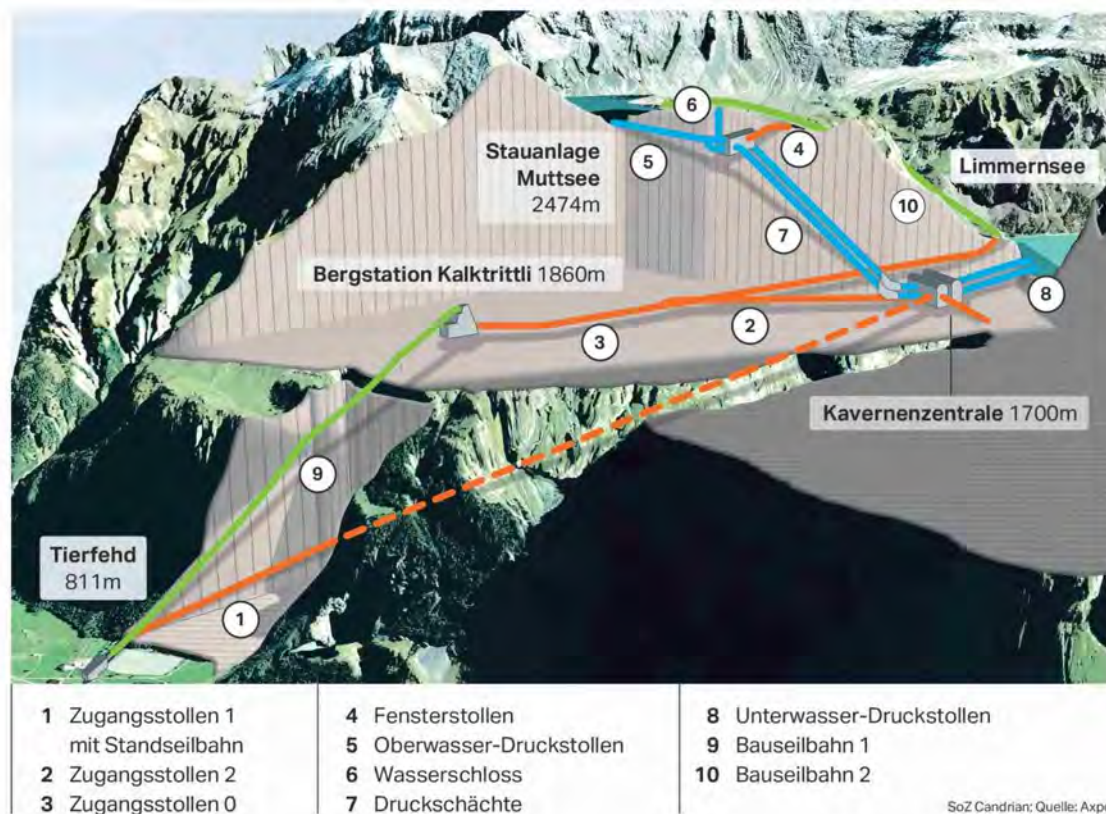 6
4
Stauanlage
Muttsee
2474m
5
Limmernsee
10
7
Bergstation Kalktrittli 1860m
8
2
3
Kavernenzentrale 1700m
9
Tierfehd
811m
1
1 Zugangsstollen 1
mit Standseilbahn
2 Zugangsstollen 2
3 Zugangsstollen 0
4 Fensterstollen
5 Oberwasser-Druckstollen
6 Wasserschloss
7 Druckschächte
8 Unterwasser-Druckstollen
9 Bauseilbahn 1
10 Bauseilbahn 2
SoZ Candrian; Quelle: Axpo